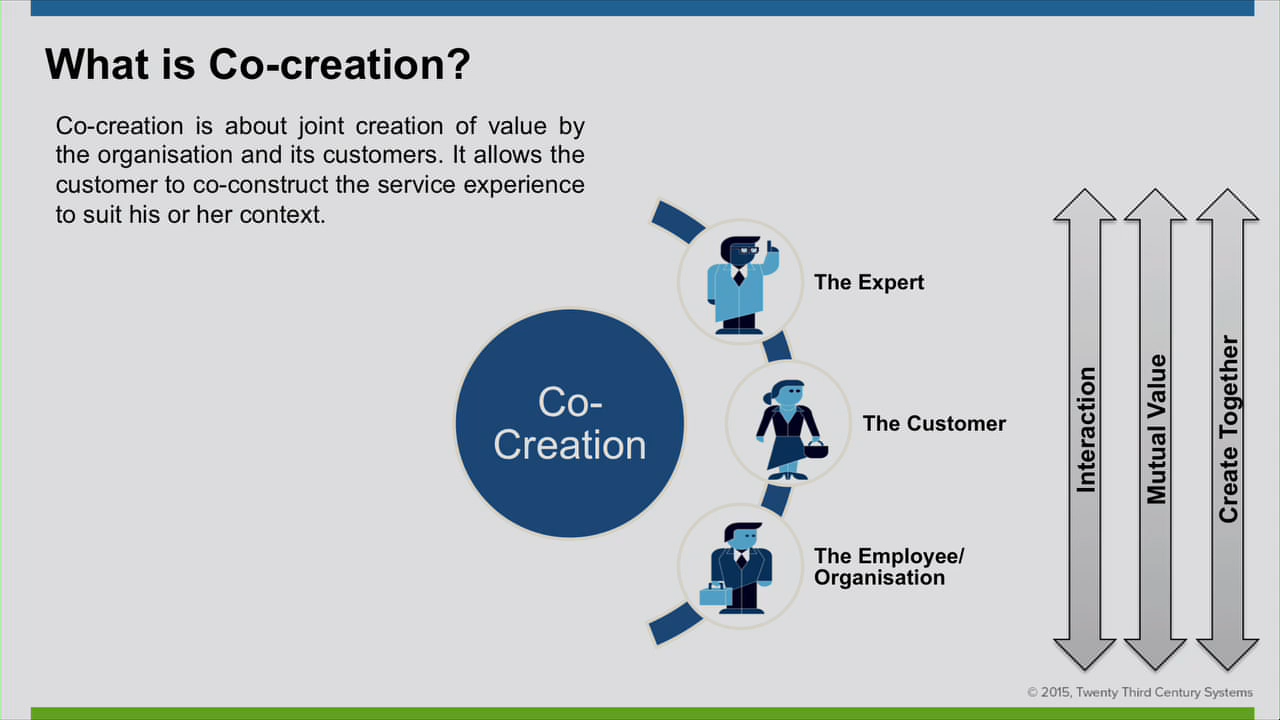 What is Co-creation?
Co-creation is about joint creation of value by
the organisation and its customers. It allows the
customer to co-construct the service experience
to suit his or her context.
The Expert
Co-
Creation
The Customer
The Employee/
Organisation
Interaction
Mutual Value
Create Together
© 2015, Twenty Third Century Systems